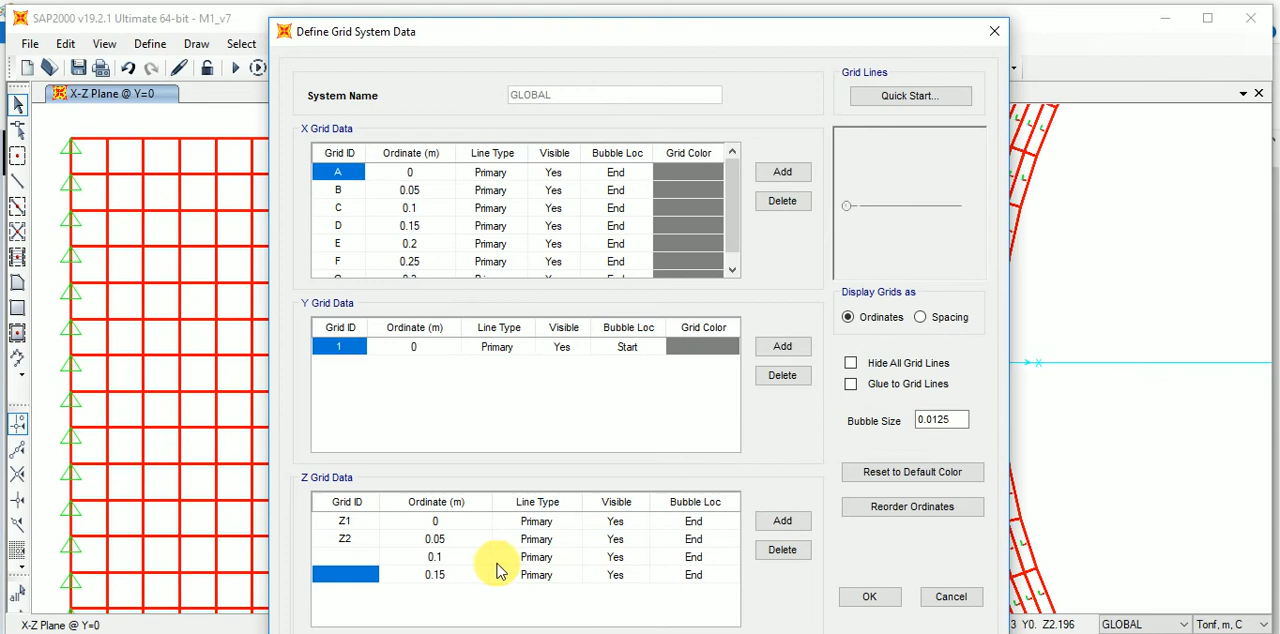 SAP2000 v19.2.1 Ultimate 64-bit - M1_v7
File Edit View Define Draw Select
X-Z Plane @ Y=0
Define Grid System Data
System Name GLOBAL
Grid Lines
Quick Start...
X Grid Data
Grid ID Ordinate (m) Line Type Visible Bubble Loc Grid Color
A 0 Primary Yes End
B 0.05 Primary Yes End
C 0.1 Primary Yes End
D 0.15 Primary Yes End
E 0.2 Primary Yes End
F 0.25 Primary Yes End
Add
Delete
Y Grid Data
Grid ID Ordinate (m) Line Type Visible Bubble Loc Grid Color
1 0 Primary Yes Start
Add
Delete
Display Grids as
Ordinates Spacing
Hide All Grid Lines
Glue to Grid Lines
Bubble Size 0.0125
Reset to Default Color
Reorder Ordinates
Z Grid Data
Grid ID Ordinate (m) Line Type Visible Bubble Loc
Z1 0 Primary Yes End
Z2 0.05 Primary Yes End
0.1 Primary Yes End
0.15 Primary Yes End
Add
Delete
OK Cancel
X
all
X-Z Plane @ Y=0
3 Y0. Z2.196 GLOBAL Tonf, m, C